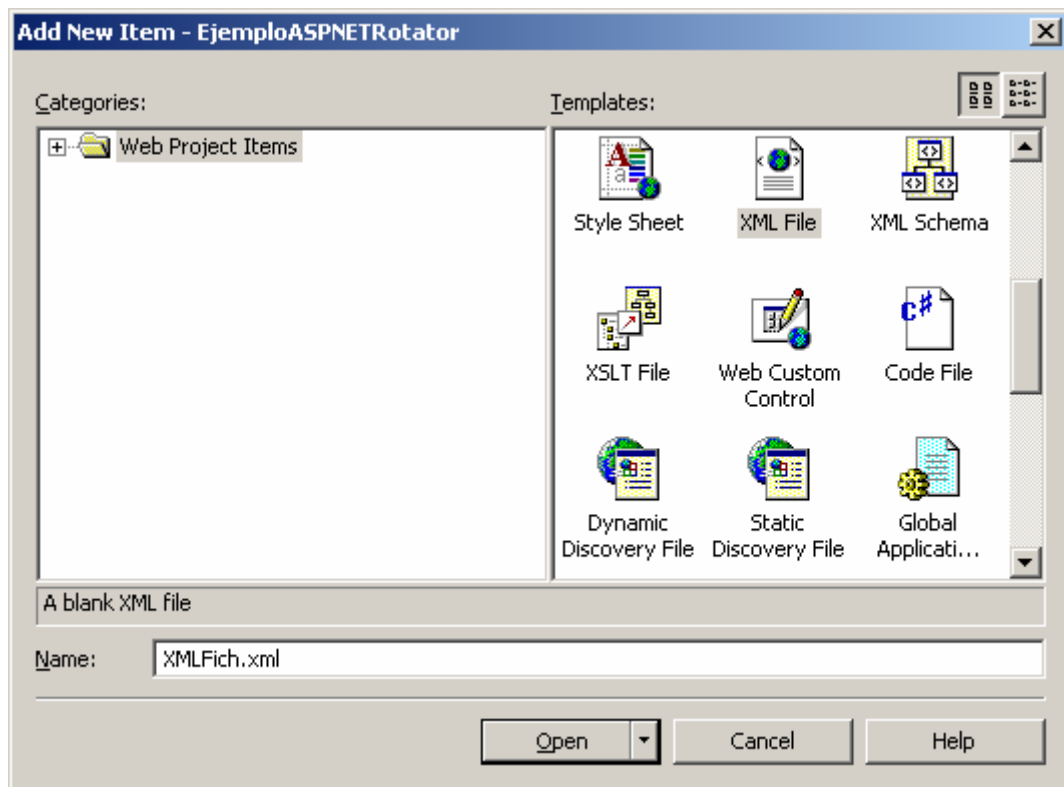 Add New Item - EjemploASPNETRotator
Categories:
Templates:
Web Project Items
Style Sheet
XML File
XML Schema
XSLT File
Web Custom
Control
Code File
Dynamic
Discovery File
Static
Discovery File
Global
Applicati...
A blank XML file
Name:
XMLFich.xml
Open
Cancel
Help